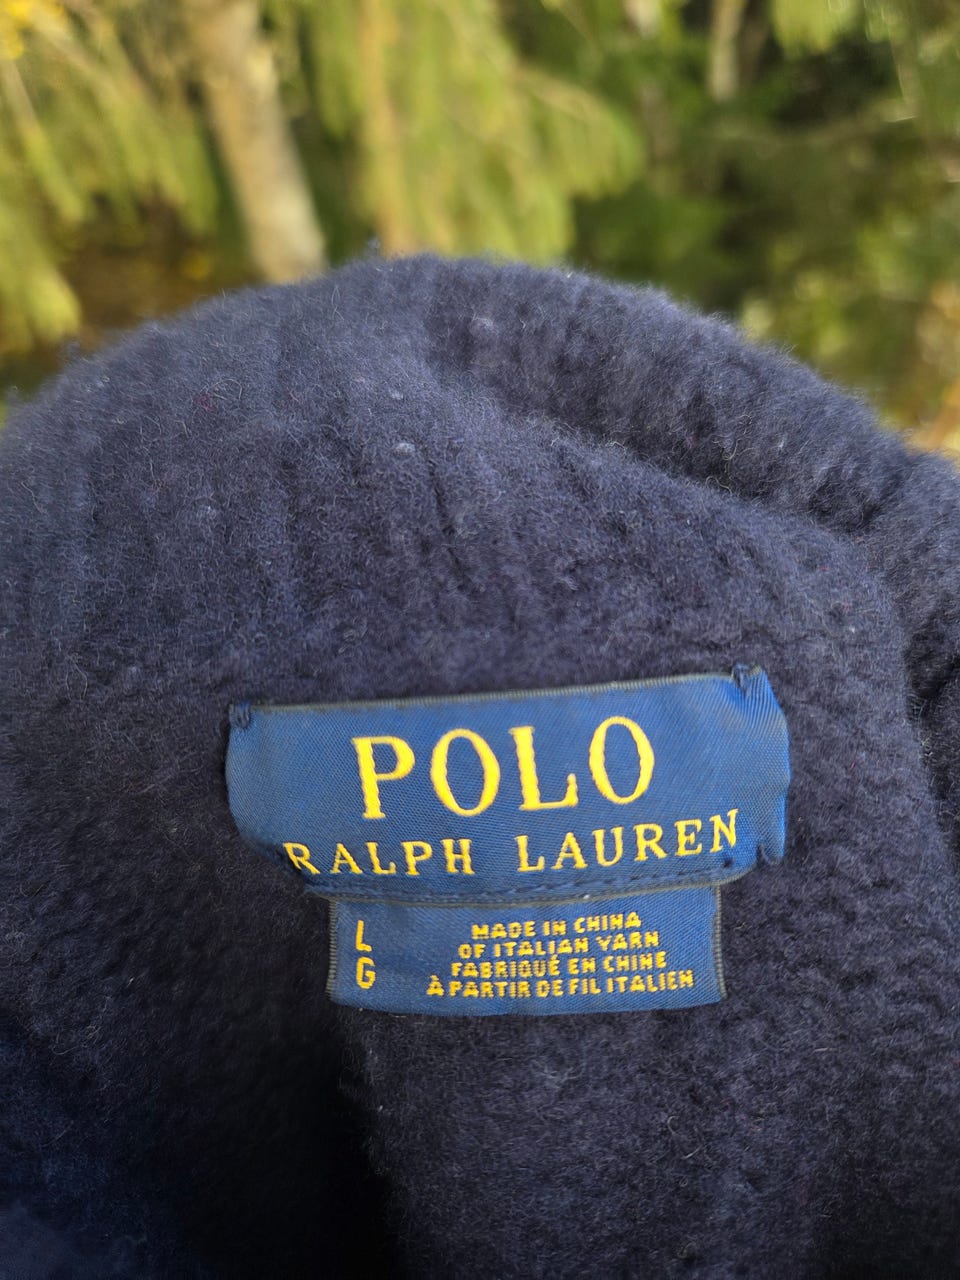 POLO
RALPH LAUREN
L
G
MADE IN CHINA
OF ITALIAN YARN
FABRIQUÉ EN CHINE
À PARTIR DE FIL ITALIEN